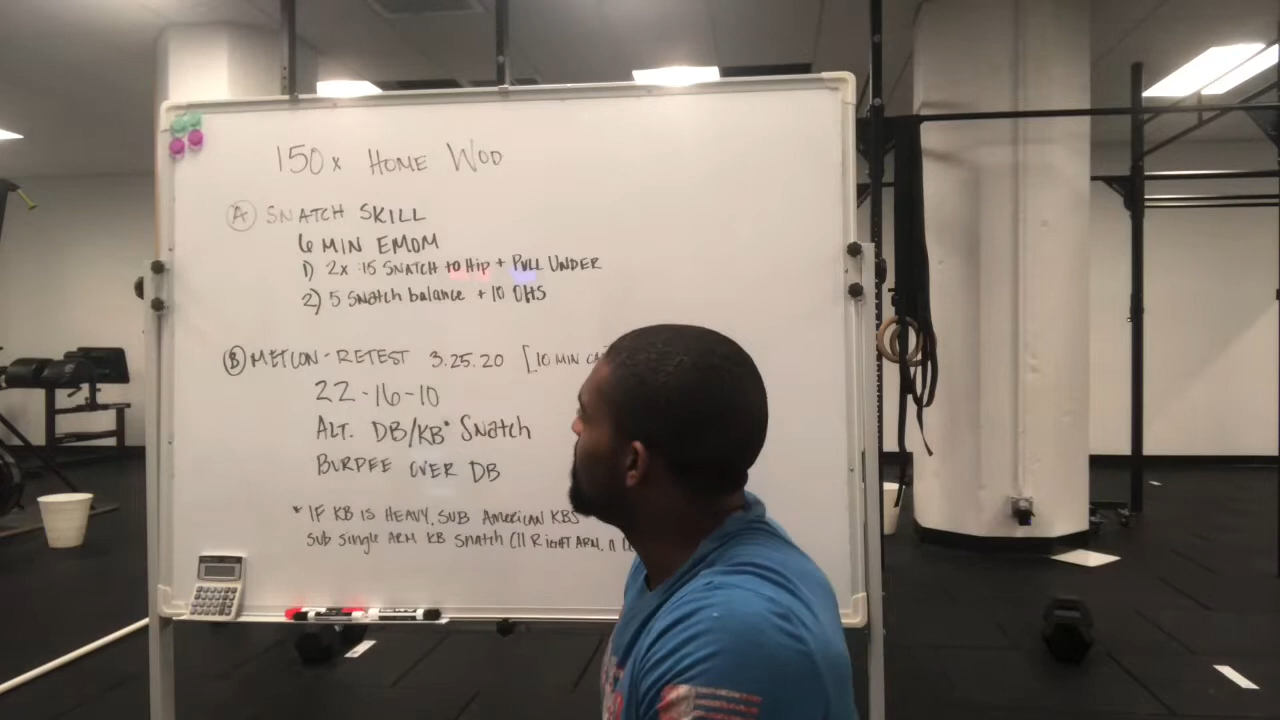 150x HOME WOD
A SNATCH SKILL
6 MIN EMOM
1) 2x :15 SNATCH to Hip + PULL UNDER
2) 5 Snatch balance + 10 OHS
B METCON - RETEST 3.25.20 [10 MIN CA
22-16-10
ALT. DB/KB* Snatch
BURPEE OVER DB
* IF KB IS HEAVY, SUB American KBS
Sub Single ARM KB Snatch (11 Right ARM, 11